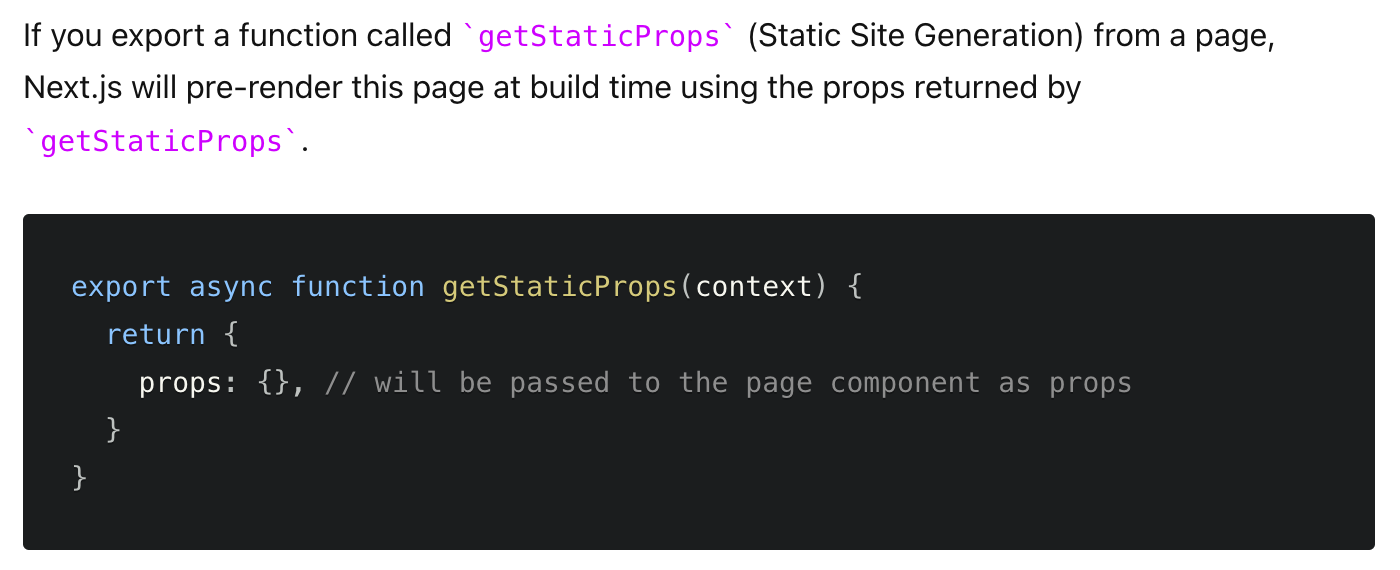 If you export a function called `getStaticProps` (Static Site Generation) from a page,
Next.js will pre-render this page at build time using the props returned by
`getStaticProps`.
export async function getStaticProps(context) {
  return {
    props: {}, // will be passed to the page component as props
  }
}